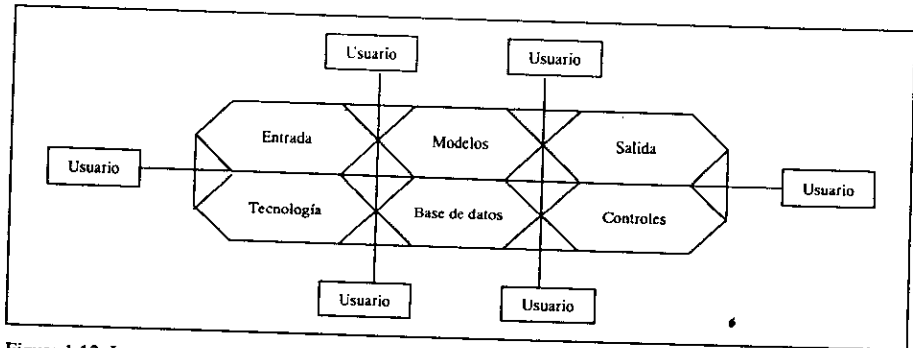 Usuario
Usuario
Entrada
Modelos
Salida
Usuario
Usuario
Tecnología
Base de datos
Controles
Usuario
Usuario